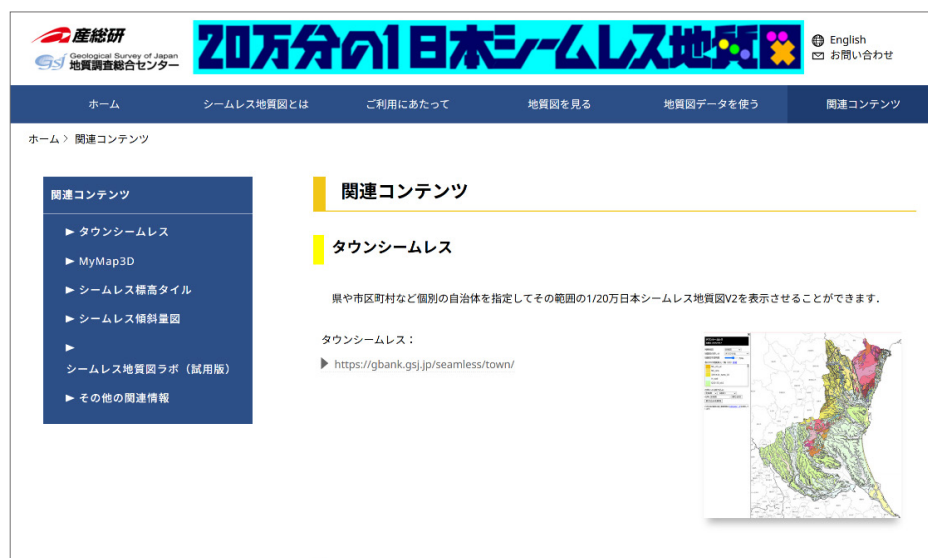 産総研
Geological Survey of Japan
地質調査総合センター
20万分の1日本シームレス地質図
English
お問い合わせ
ホーム
シームレス地質図とは
ご利用にあたって
地質図を見る
地質図データを使う
関連コンテンツ
ホーム 〉 関連コンテンツ
関連コンテンツ
▶ タウンシームレス
▶ MyMap3D
▶ シームレス標高タイル
▶ シームレス傾斜量図
▶
シームレス地質図ラボ（試用版）
▶ その他の関連情報
関連コンテンツ
タウンシームレス
県や市区町村など個別の自治体を指定してその範囲の1/20万日本シームレス地質図V2を表示させることができます．
タウンシームレス：
▶ https://gbank.gsj.jp/seamless/town/